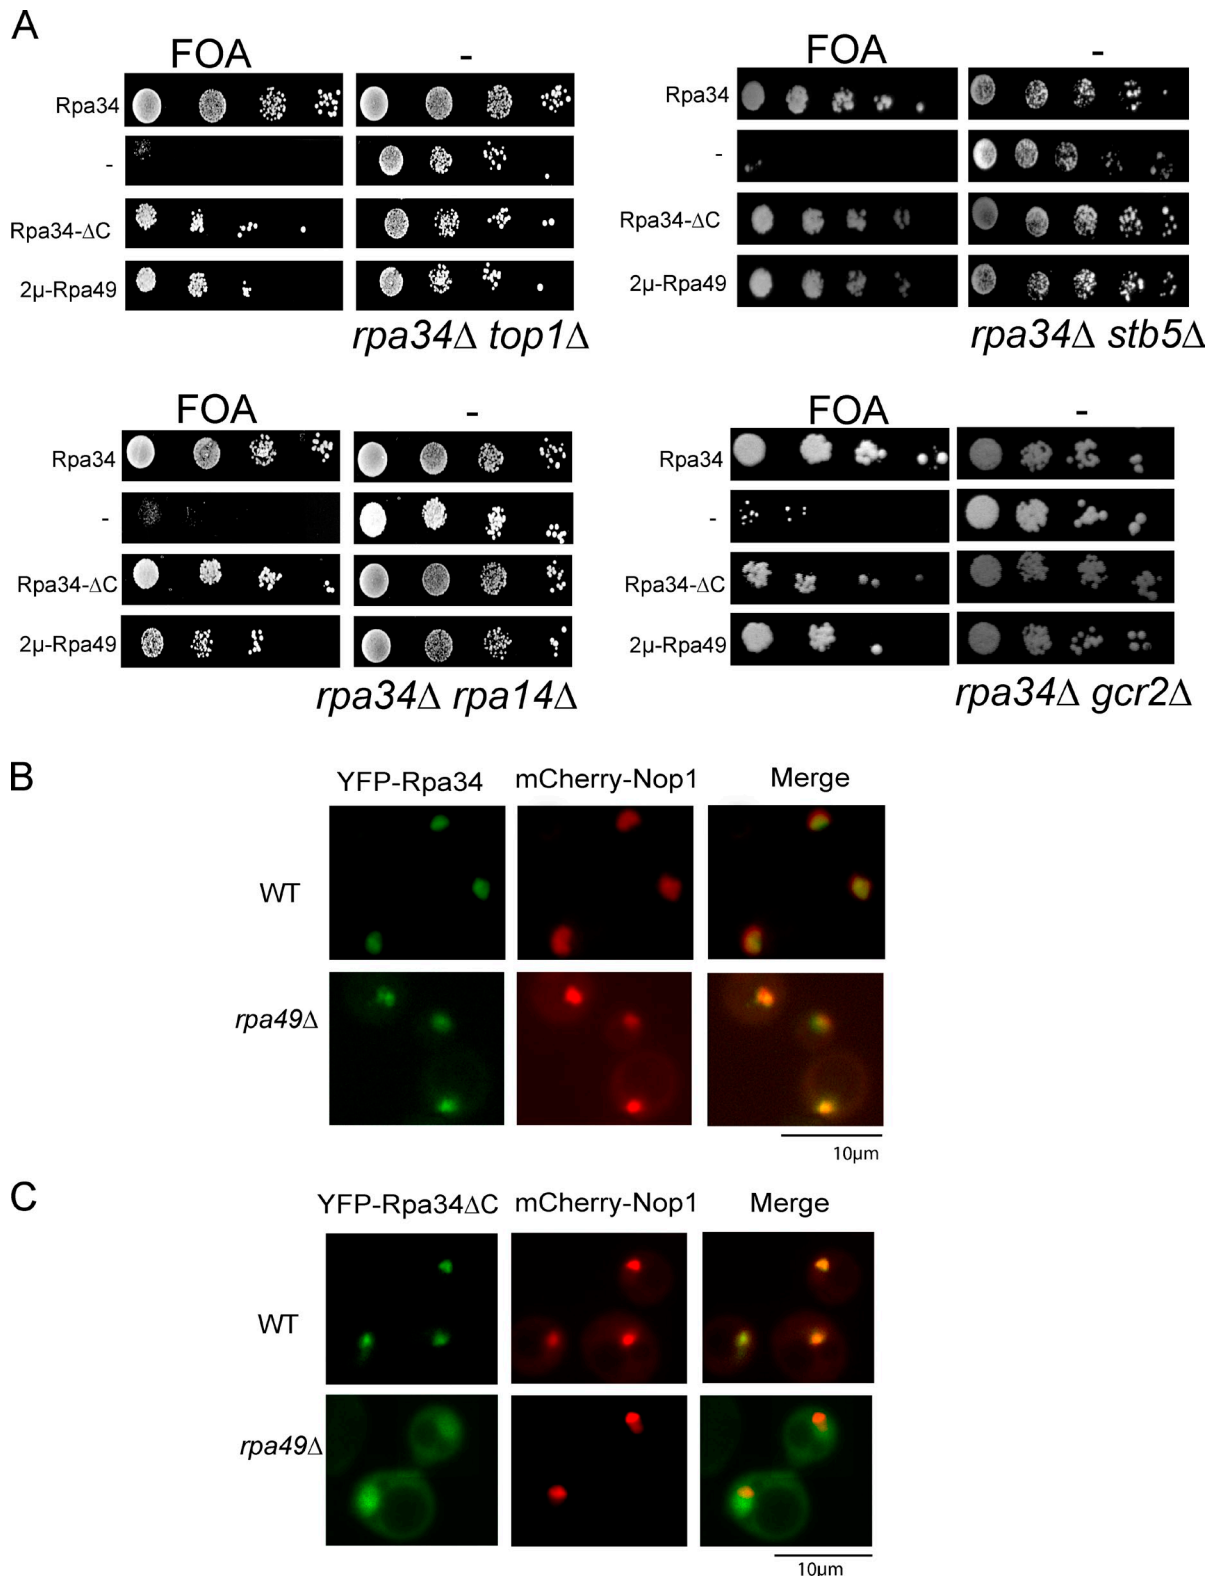 A
FOA
-
Rpa34
-
Rpa34-ΔC
2μ-Rpa49
rpa34Δ top1Δ
FOA
-
Rpa34
-
Rpa34-ΔC
2μ-Rpa49
rpa34Δ stb5Δ
FOA
-
Rpa34
-
Rpa34-ΔC
2μ-Rpa49
rpa34Δ rpa14Δ
FOA
-
Rpa34
-
Rpa34-ΔC
2μ-Rpa49
rpa34Δ gcr2Δ
B
YFP-Rpa34 mCherry-Nop1 Merge
WT
rpa49Δ
10μm
C
YFP-Rpa34ΔC mCherry-Nop1 Merge
WT
rpa49Δ
10μm